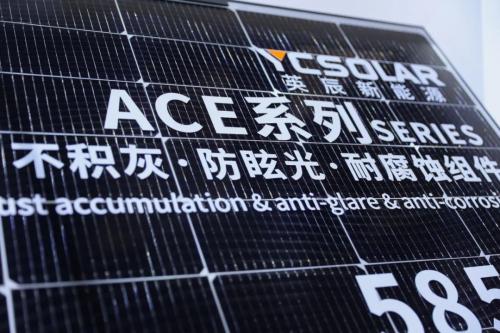 YCSOLAR
英辰新能源
ACE系列SERIES
不积灰·防眩光·耐腐蚀组件
ust accumulation & anti-glare & anti-corrosi
585